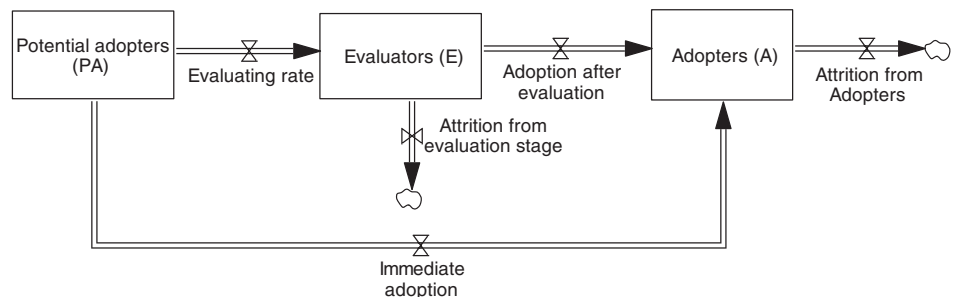 Potential adopters
(PA)
Evaluating rate
Evaluators (E)
Adoption after
evaluation
Adopters (A)
Attrition from
Adopters
Attrition from
evaluation stage
Immediate
adoption